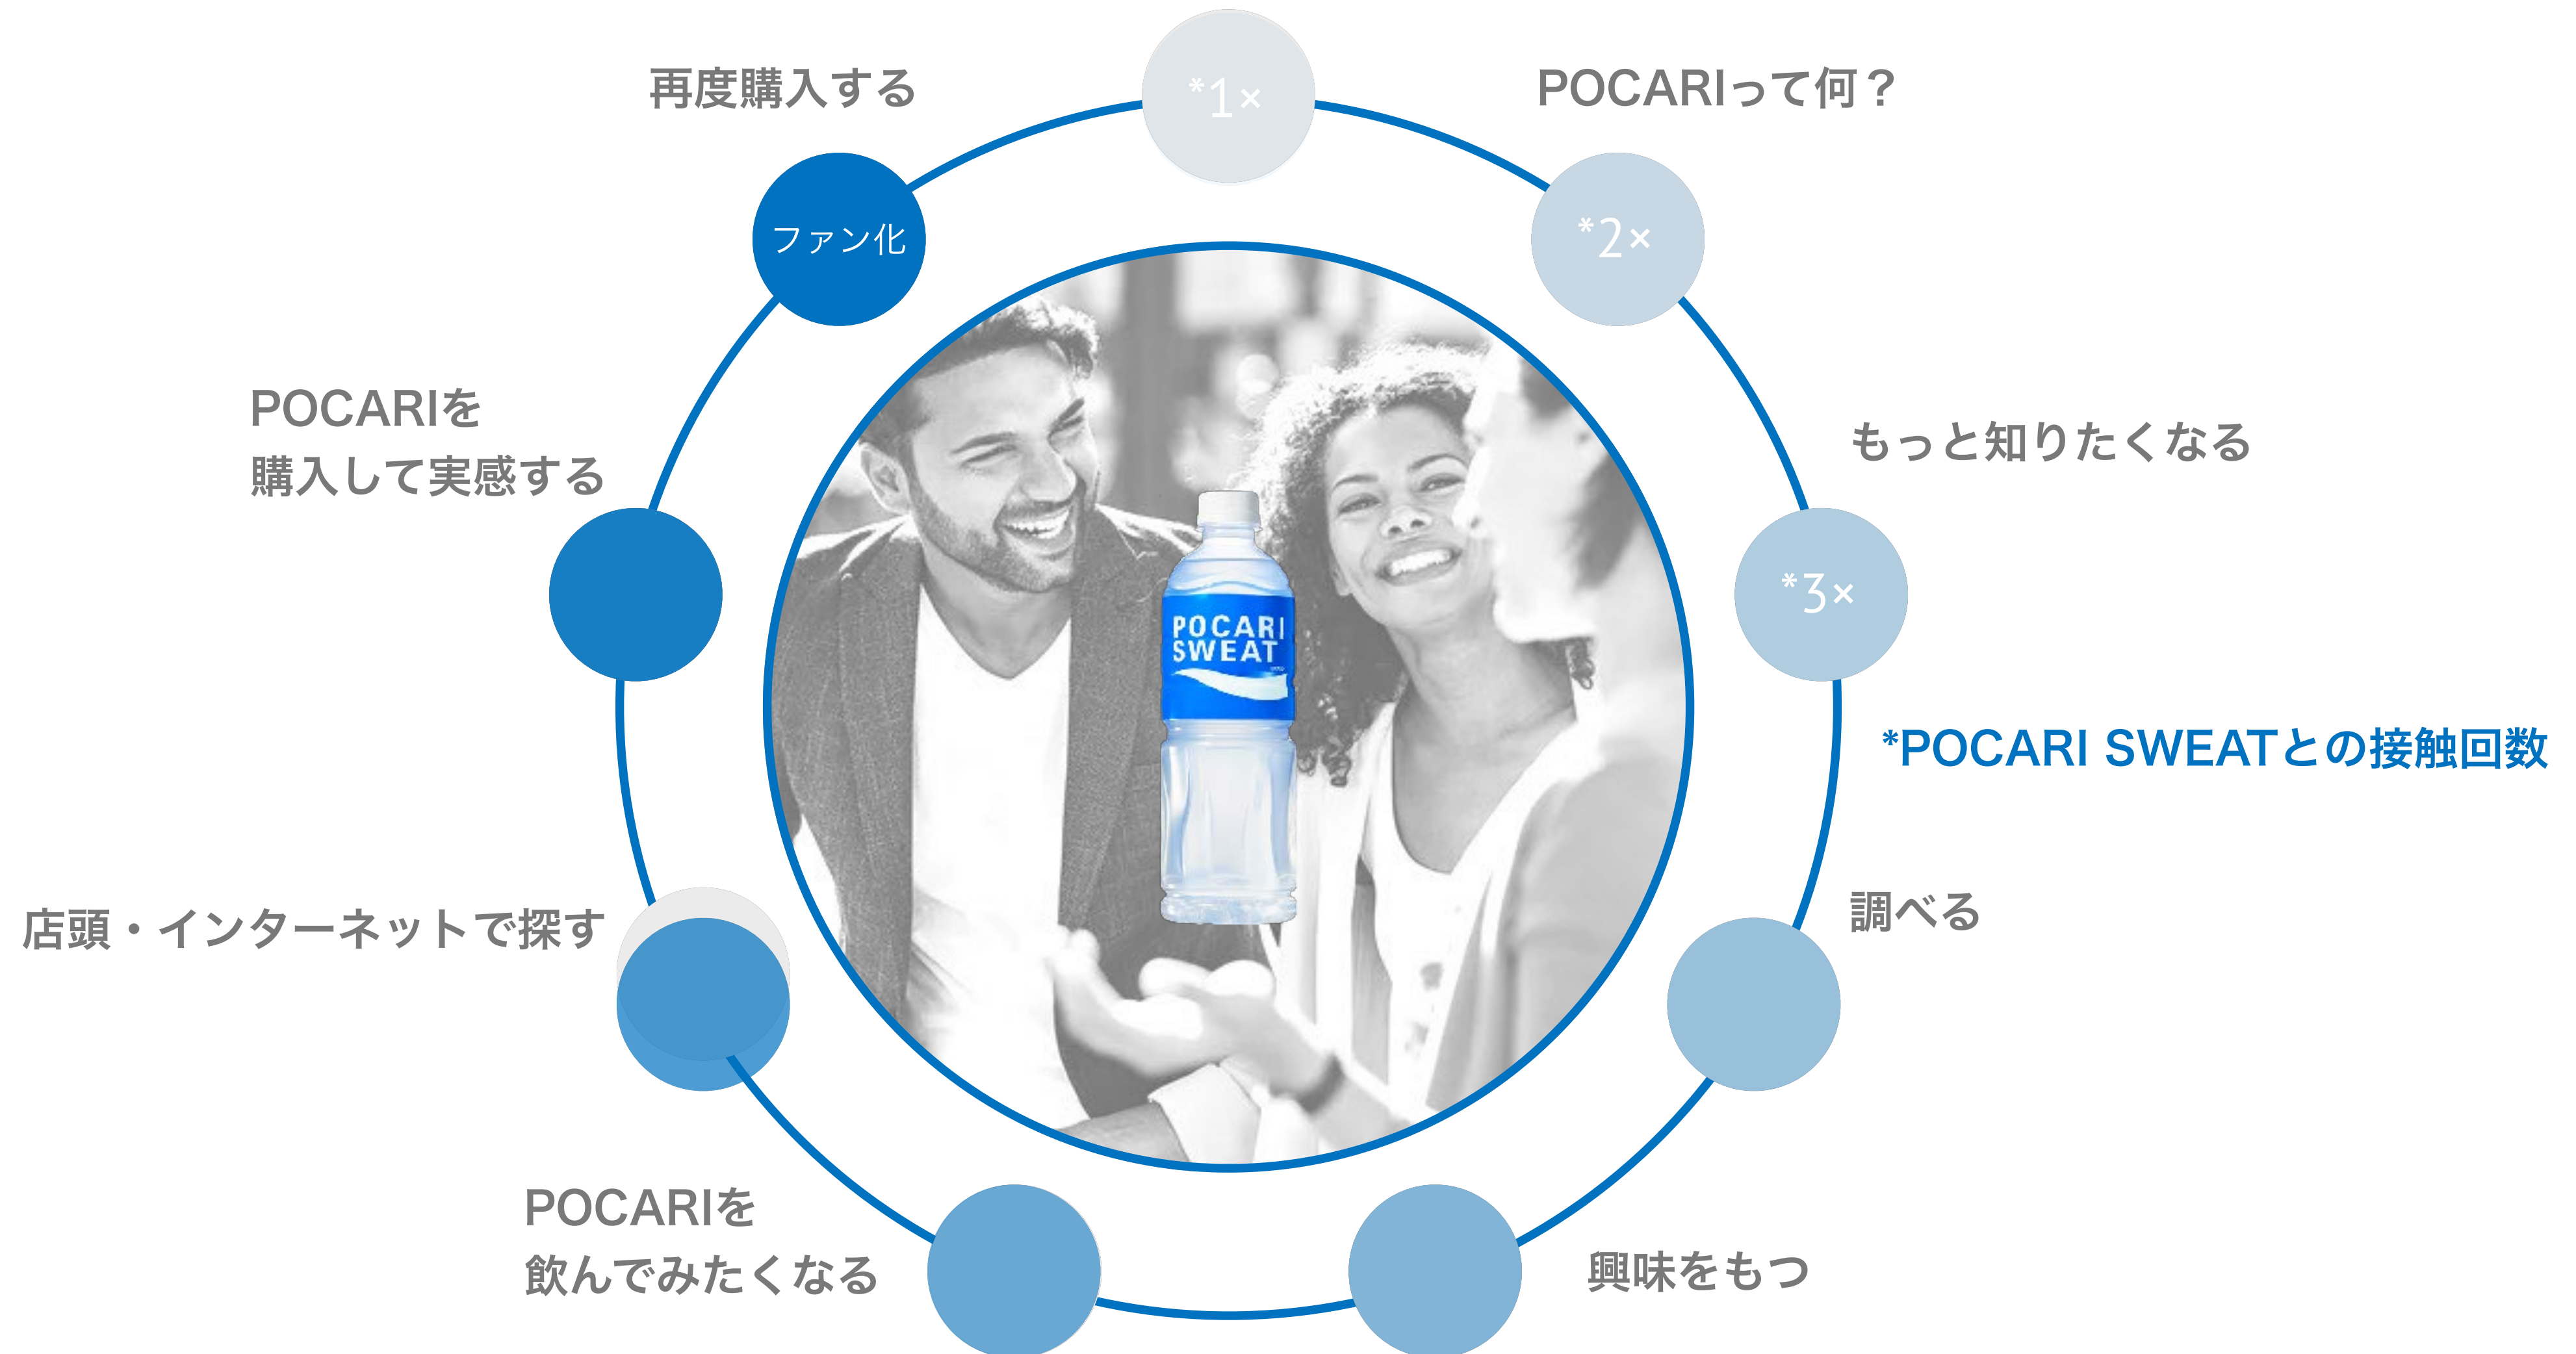 *1×
POCARIって何？
*2×
もっと知りたくなる
*3×
*POCARI SWEATとの接触回数
調べる
興味をもつ
POCARIを
飲んでみたくなる
店頭・インターネットで探す
POCARIを
購入して実感する
ファン化
再度購入する
POCARI
SWEAT